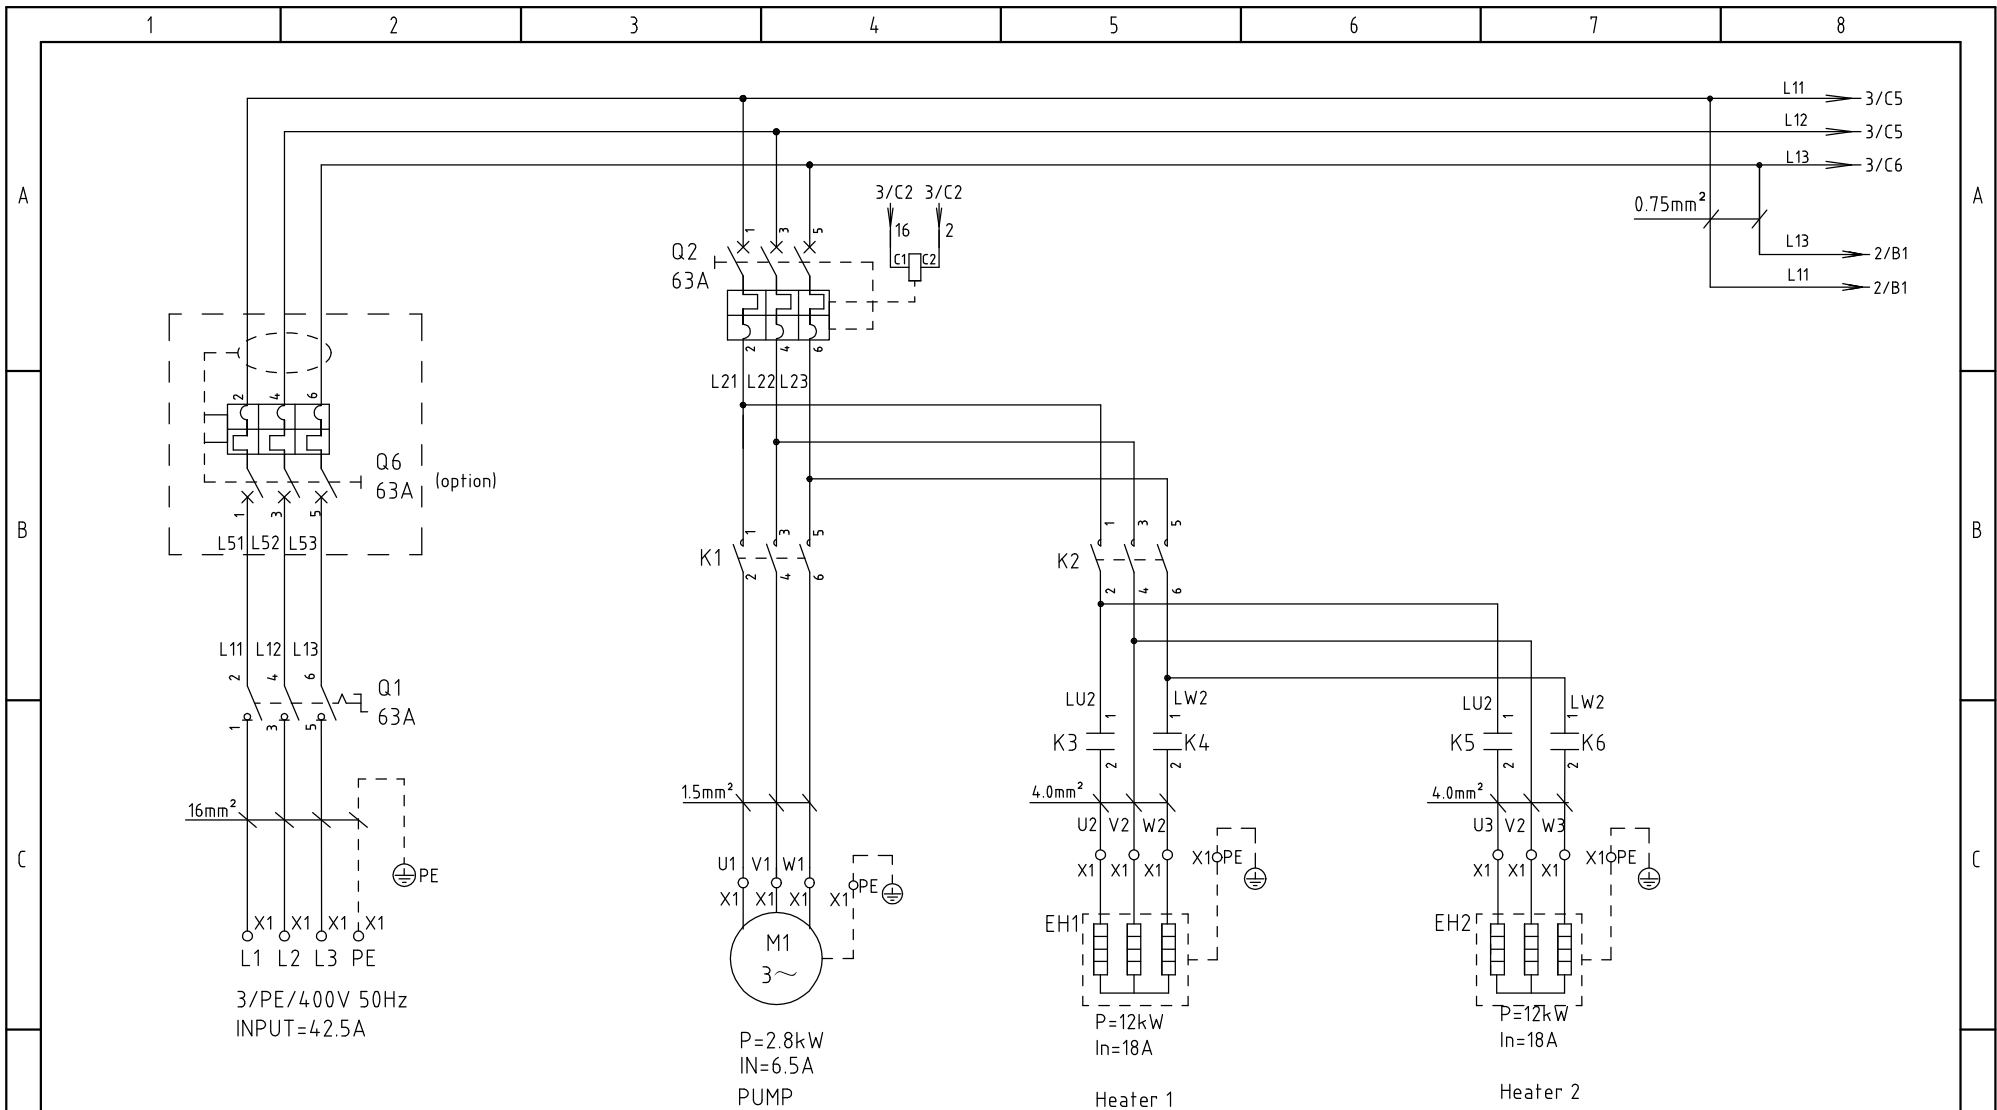 1 2 3 4 5 6 7 8
L11 3/C5
L12 3/C5
L13 3/C6
A A
3/C2 3/C2
0.75mm²
16 2
1 3 5
Q2
63A
C1 C2
L13 2/B1
L11 2/B1
2 4 6
L21 L22 L23
2 4 6
Q6
63A
(option)
1 3 5
L51 L52 L53
B B
1 3 5
K1
2 4 6
1 3 5
K2
2 4 6
L11 L12 L13
2 4 6
Q1
63A
1 3 5
LU2 LW2
1 1
K3 K4
2 2
LU2 LW2
1 1
K5 K6
2 2
16mm²
1.5mm²
4.0mm²
4.0mm²
C C
PE
U1 V1 W1
X1 X1 X1 X1 PE
U2 V2 W2
X1 X1 X1 X1 PE
U3 V2 W3
X1 X1 X1 X1 PE
X1 X1 X1 X1
L1 L2 L3 PE
M1
3~
EH1
EH2
3/PE/400V 50Hz
INPUT=42.5A
P=2.8kW
IN=6.5A
PUMP
P=12kW
In=18A
Heater 1
P=12kW
In=18A
Heater 2